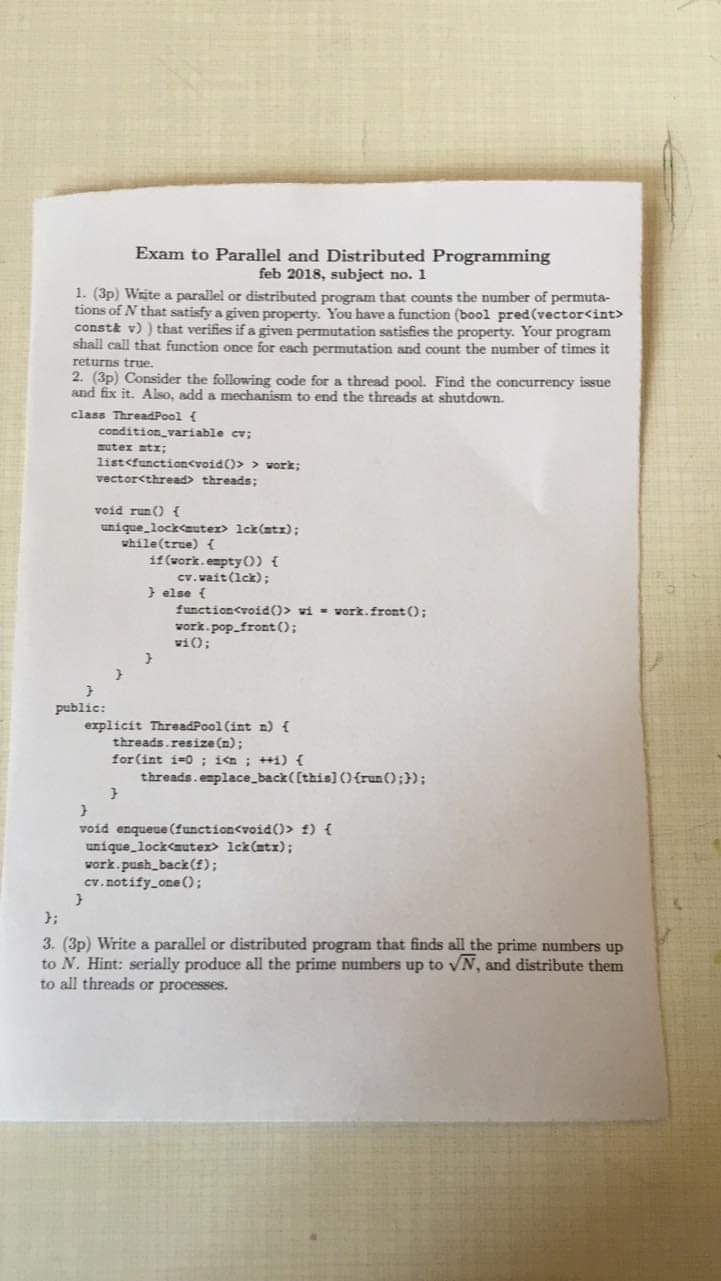 Exam to Parallel and Distributed Programming
feb 2018, subject no. 1
1. (3p) Write a parallel or distributed program that counts the number of permuta-
tions of N that satisfy a given property. You have a function (bool pred(vector<int>
const& v) ) that verifies if a given permutation satisfies the property. Your program
shall call that function once for each permutation and count the number of times it
returns true.
2. (3p) Consider the following code for a thread pool. Find the concurrency issue
and fix it. Also, add a mechanism to end the threads at shutdown.
class ThreadPool {
condition_variable cv;
mutex mtx;
list<function<void()> > work;
vector<thread> threads;
void run() {
unique_lock<mutex> lck(mtx);
while(true) {
if(work.empty()) {
cv.wait(lck);
} else {
function<void()> wi = work.front();
work.pop_front();
wi();
}
}
}
public:
explicit ThreadPool(int n) {
threads.resize(n);
for(int i=0 ; i<n ; ++i) {
threads.emplace_back([this](){run();});
}
}
void enqueue(function<void()> f) {
unique_lock<mutex> lck(mtx);
work.push_back(f);
cv.notify_one();
}
};
3. (3p) Write a parallel or distributed program that finds all the prime numbers up
to N. Hint: serially produce all the prime numbers up to √N, and distribute them
to all threads or processes.